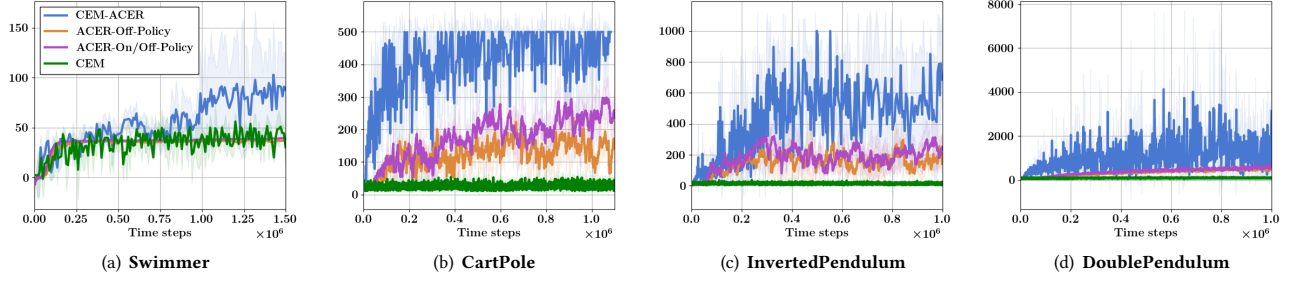 150
100
50
0
CEM-ACER
ACER-Off-Policy
ACER-On/Off-Policy
CEM
0.00 0.25 0.50 0.75 1.00 1.25 1.50
Time steps ×10⁶
(a) Swimmer
500
400
300
200
100
0
0.0 0.2 0.4 0.6 0.8 1.0
Time steps ×10⁶
(b) CartPole
1000
800
600
400
200
0
0.0 0.2 0.4 0.6 0.8 1.0
Time steps ×10⁶
(c) InvertedPendulum
8000
6000
4000
2000
0
0.0 0.2 0.4 0.6 0.8 1.0
Time steps ×10⁶
(d) DoublePendulum